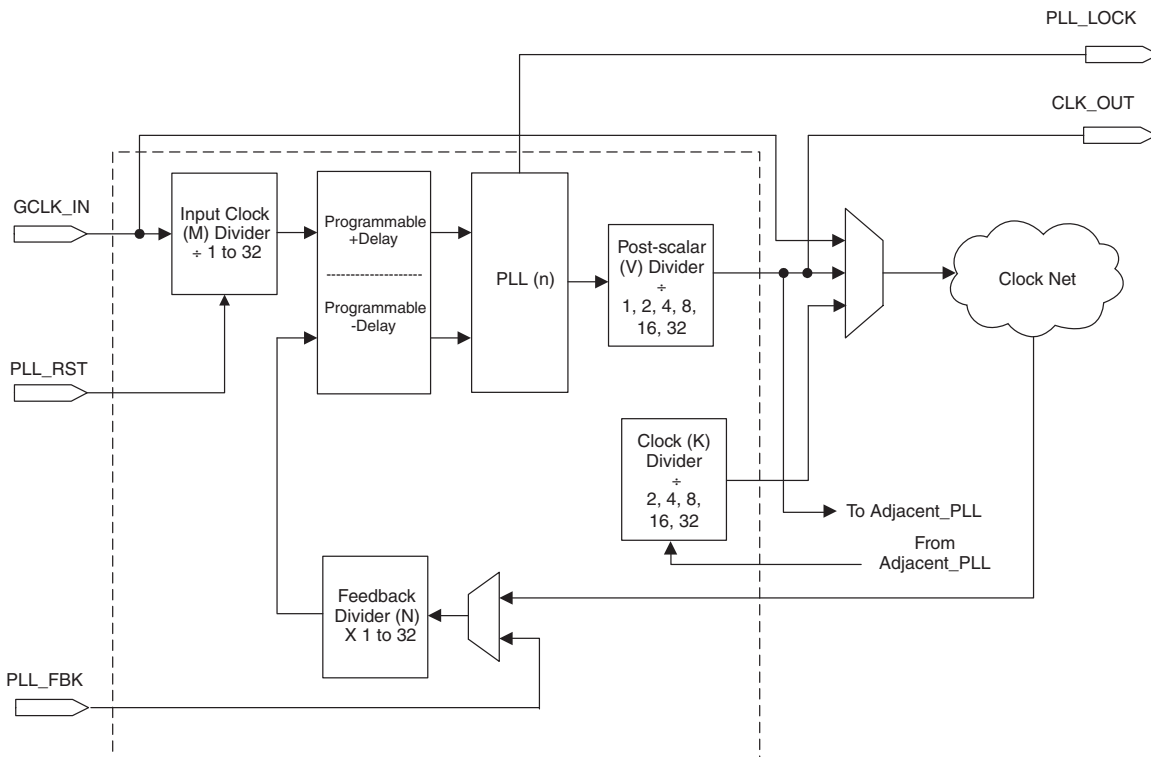 PLL_LOCK
CLK_OUT
GCLK_IN
Input Clock
(M) Divider
÷ 1 to 32
Programmable
+Delay
---------------------
Programmable
-Delay
PLL (n)
Post-scalar
(V) Divider
÷
1, 2, 4, 8,
16, 32
Clock Net
PLL_RST
Clock (K)
Divider
÷
2, 4, 8,
16, 32
To Adjacent_PLL
From
Adjacent_PLL
Feedback
Divider (N)
X 1 to 32
PLL_FBK